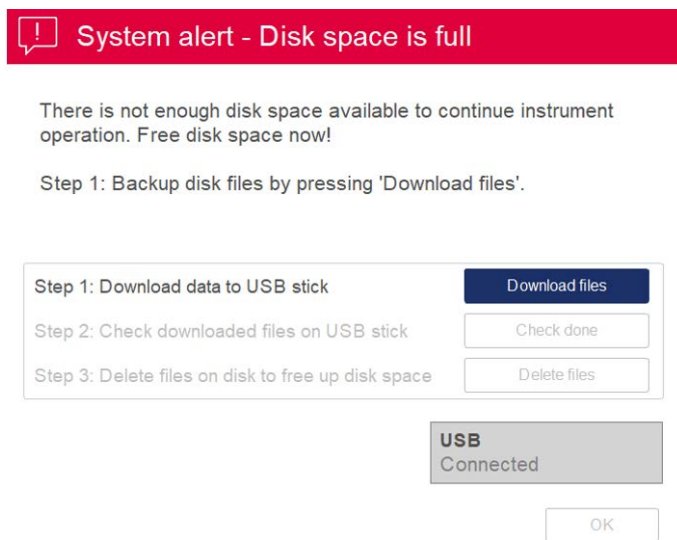 System alert - Disk space is full
There is not enough disk space available to continue instrument
operation. Free disk space now!
Step 1: Backup disk files by pressing 'Download files'.
Step 1: Download data to USB stick
Download files
Step 2: Check downloaded files on USB stick
Check done
Step 3: Delete files on disk to free up disk space
Delete files
USB
Connected
OK